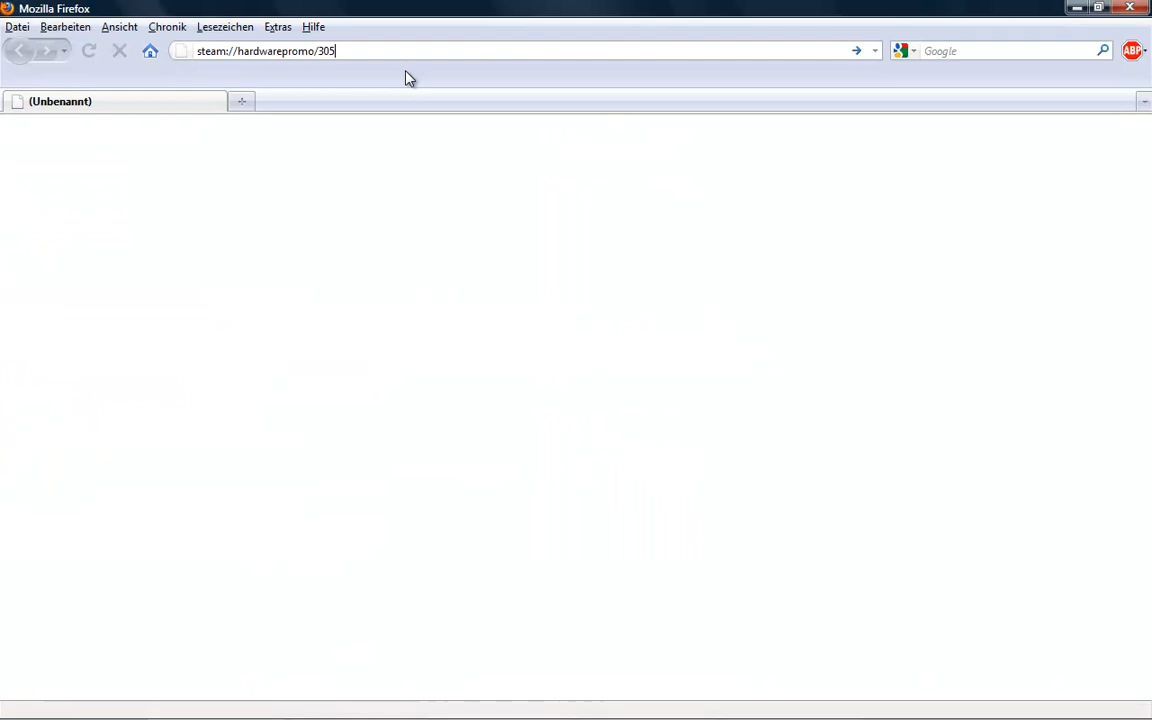 Mozilla Firefox
Datei Bearbeiten Ansicht Chronik Lesezeichen Extras Hilfe
steam://hardwarepromo/305 Google ABP
(Unbenannt)